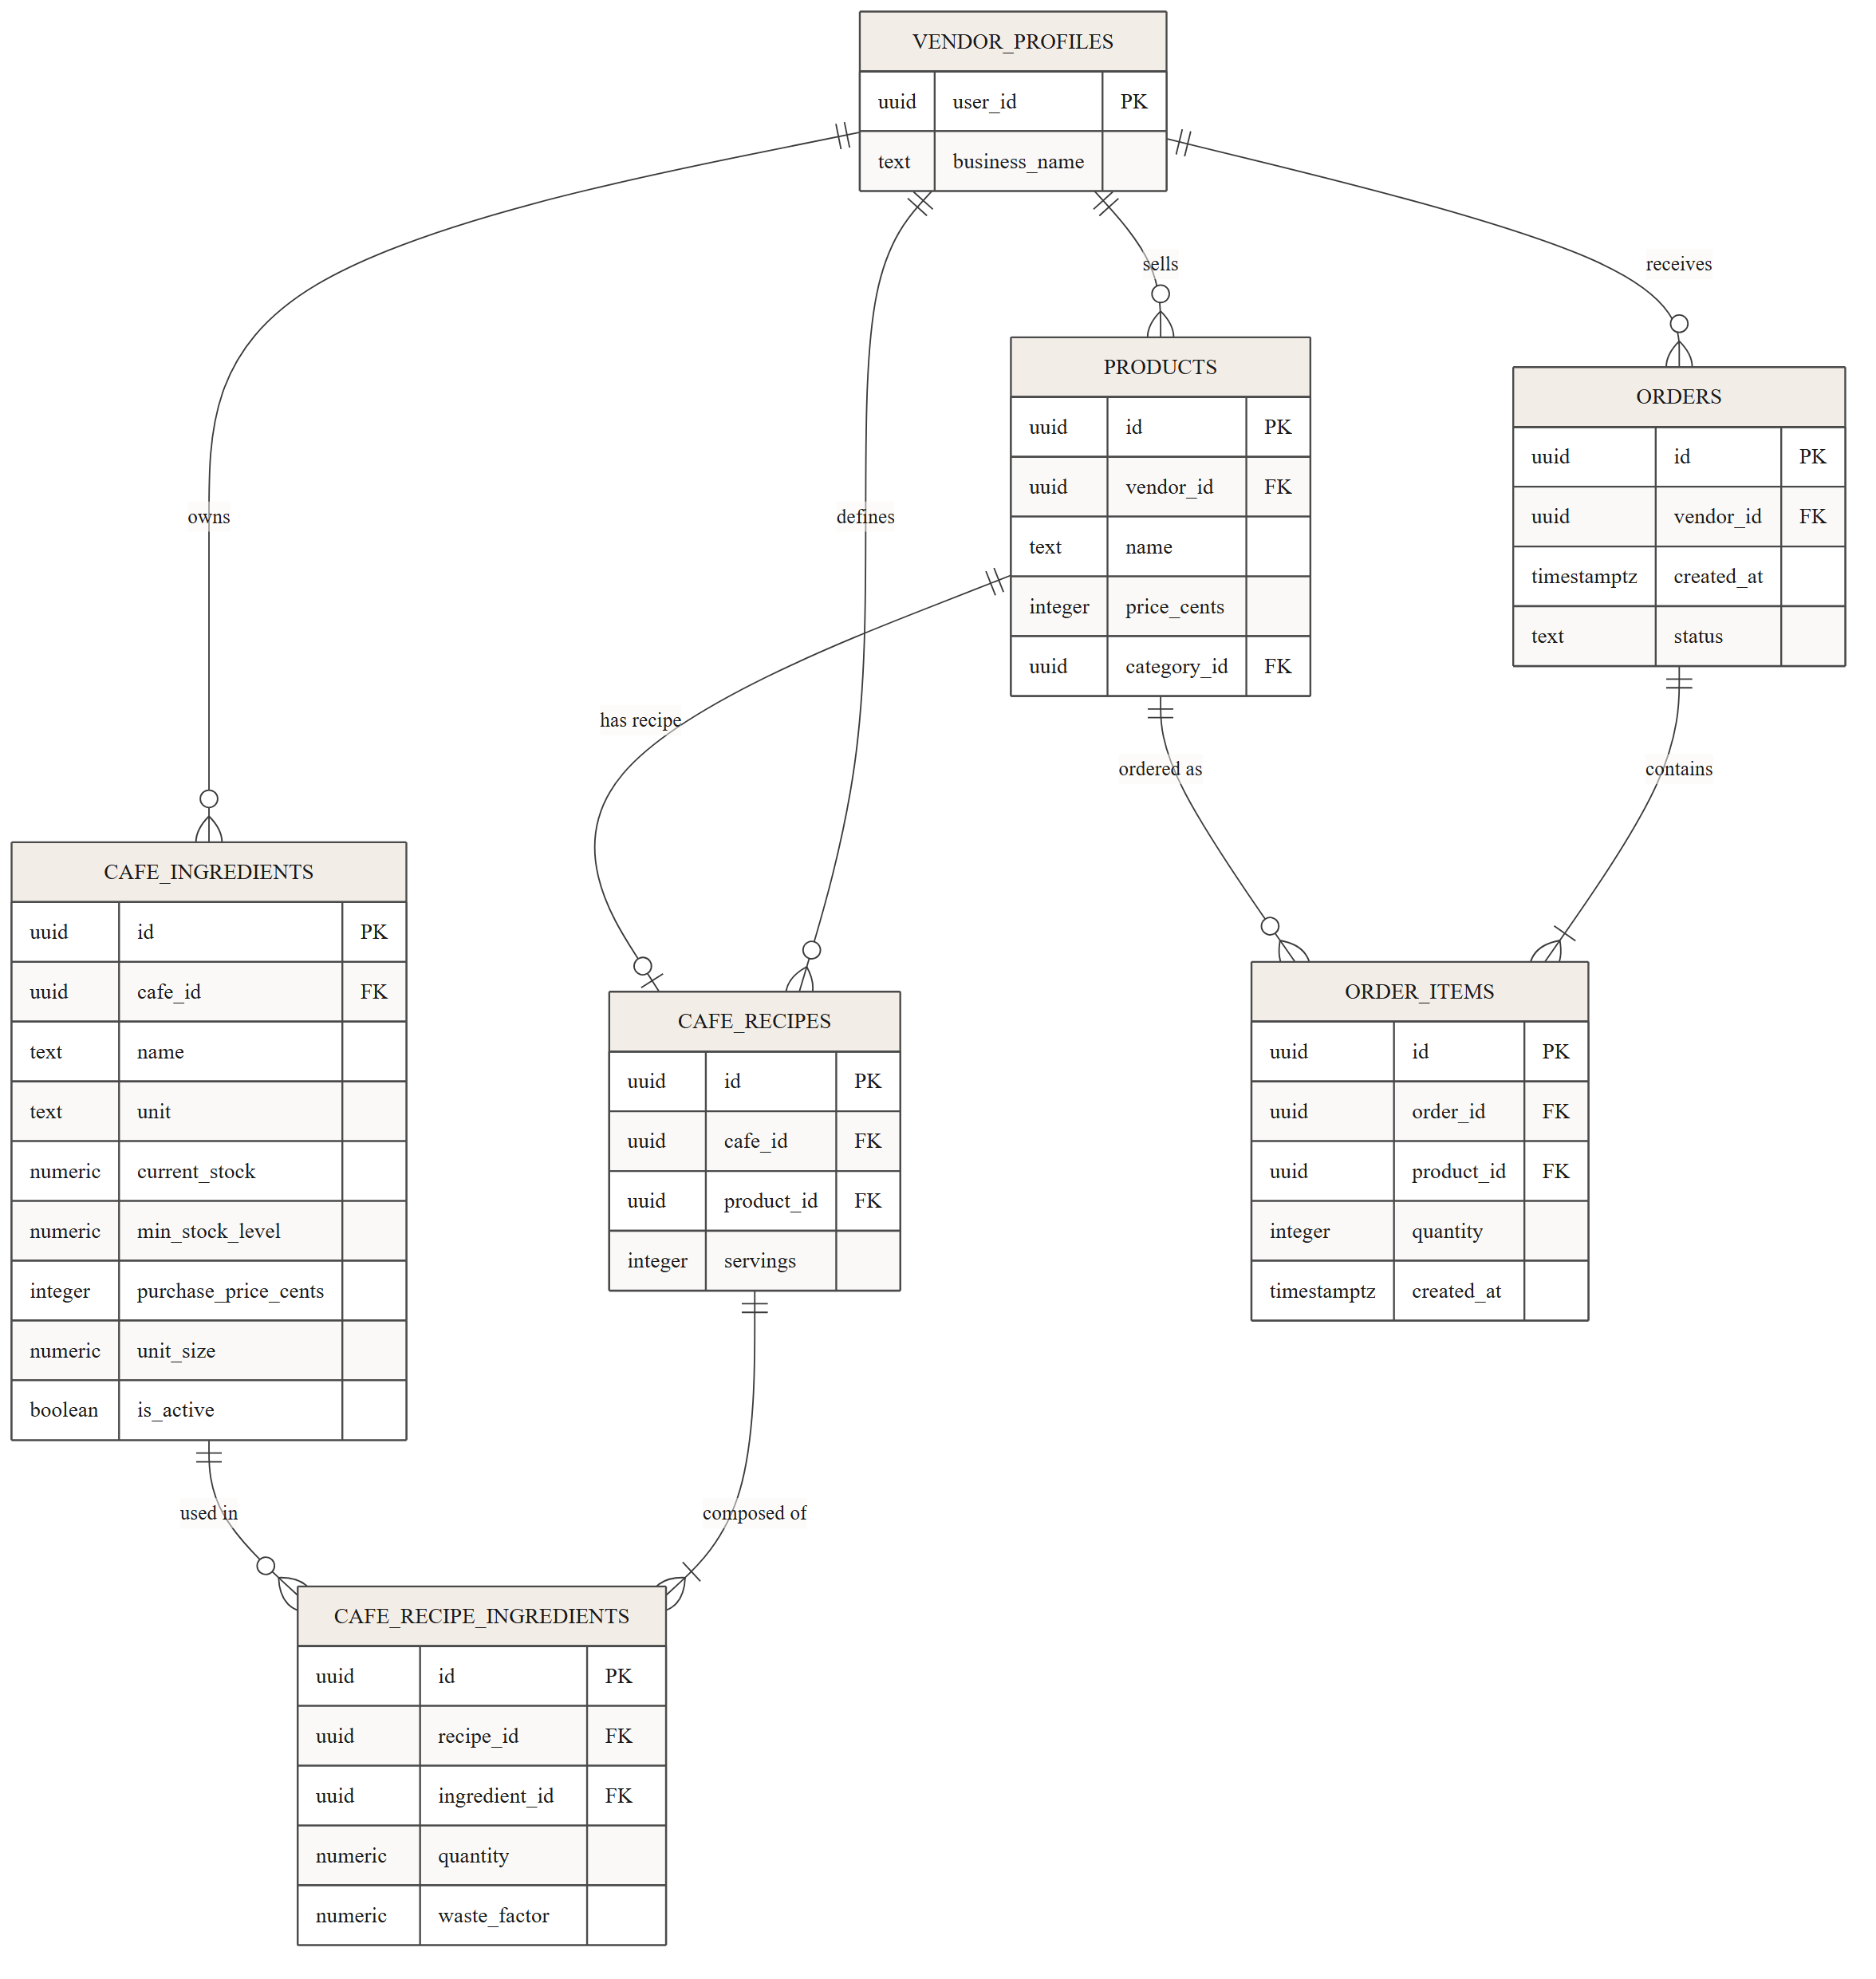 VENDOR_PROFILES
uuid user_id PK
text business_name
sells
receives
PRODUCTS
uuid id PK
uuid vendor_id FK
text name
integer price_cents
uuid category_id FK
ORDERS
uuid id PK
uuid vendor_id FK
timestamptz created_at
text status
owns
defines
has recipe
ordered as
contains
CAFE_INGREDIENTS
uuid id PK
uuid cafe_id FK
text name
text unit
numeric current_stock
numeric min_stock_level
integer purchase_price_cents
numeric unit_size
boolean is_active
CAFE_RECIPES
uuid id PK
uuid cafe_id FK
uuid product_id FK
integer servings
ORDER_ITEMS
uuid id PK
uuid order_id FK
uuid product_id FK
integer quantity
timestamptz created_at
used in
composed of
CAFE_RECIPE_INGREDIENTS
uuid id PK
uuid recipe_id FK
uuid ingredient_id FK
numeric quantity
numeric waste_factor